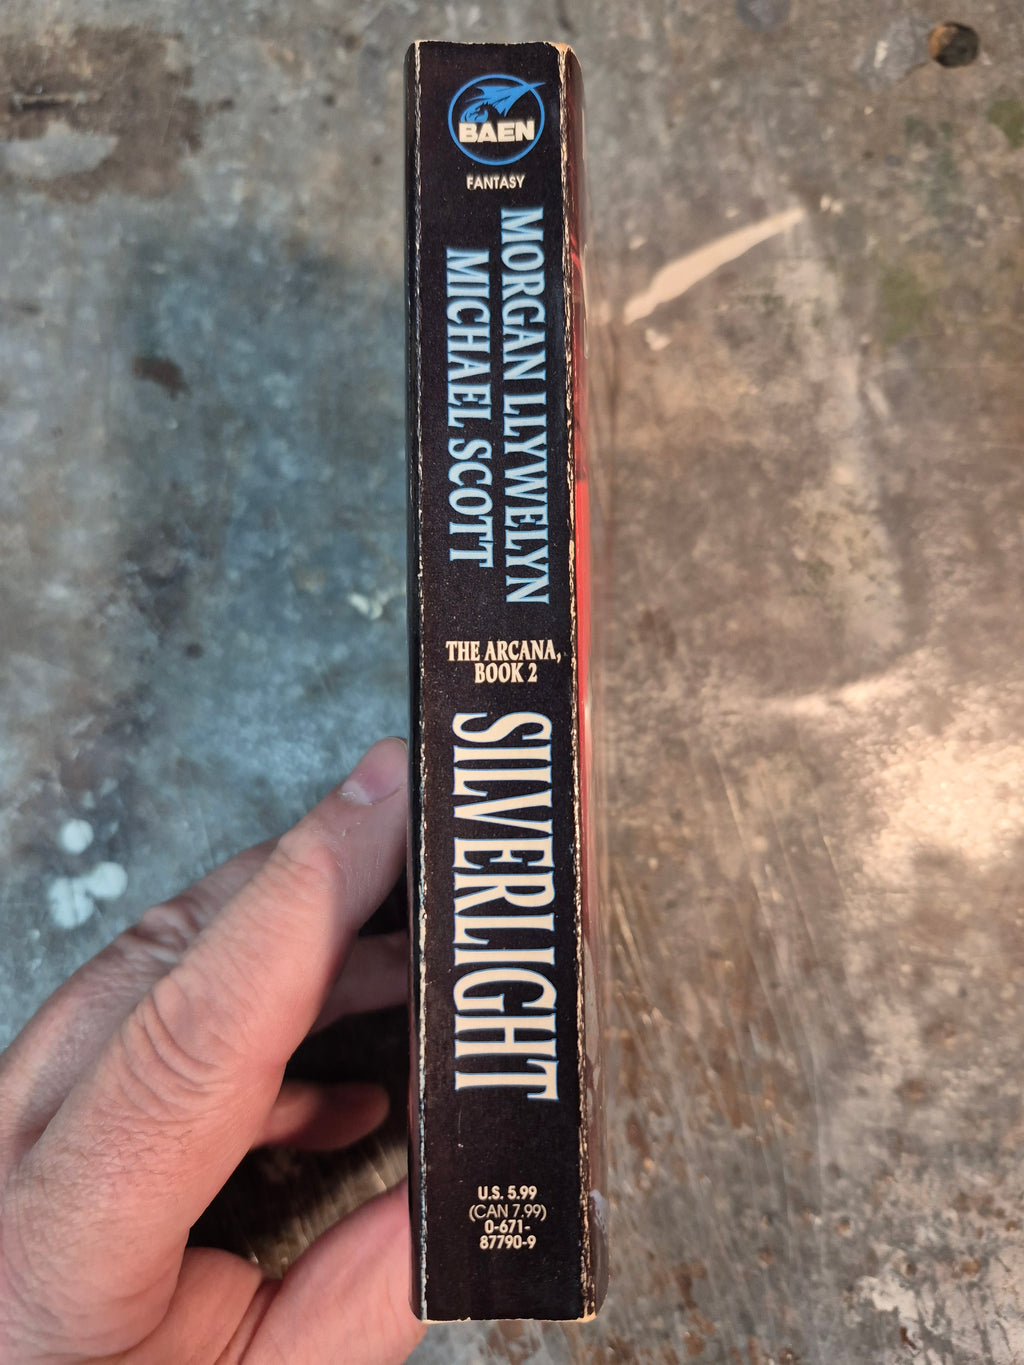 BAEN
FANTASY
MORGAN LLYWELYN
MICHAEL SCOTT
THE ARCANA,
BOOK 2
SILVERLIGHT
U.S. 5.99
(CAN 7.99)
0-671-
87790-9